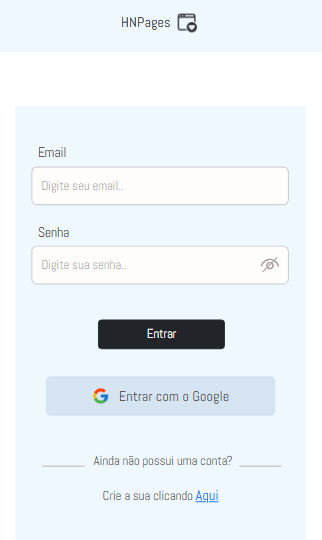 HNPages
Email
Digite seu email..
Senha
Digite sua senha..
Entrar
Entrar com o Google
Ainda não possui uma conta?
Crie a sua clicando Aqui